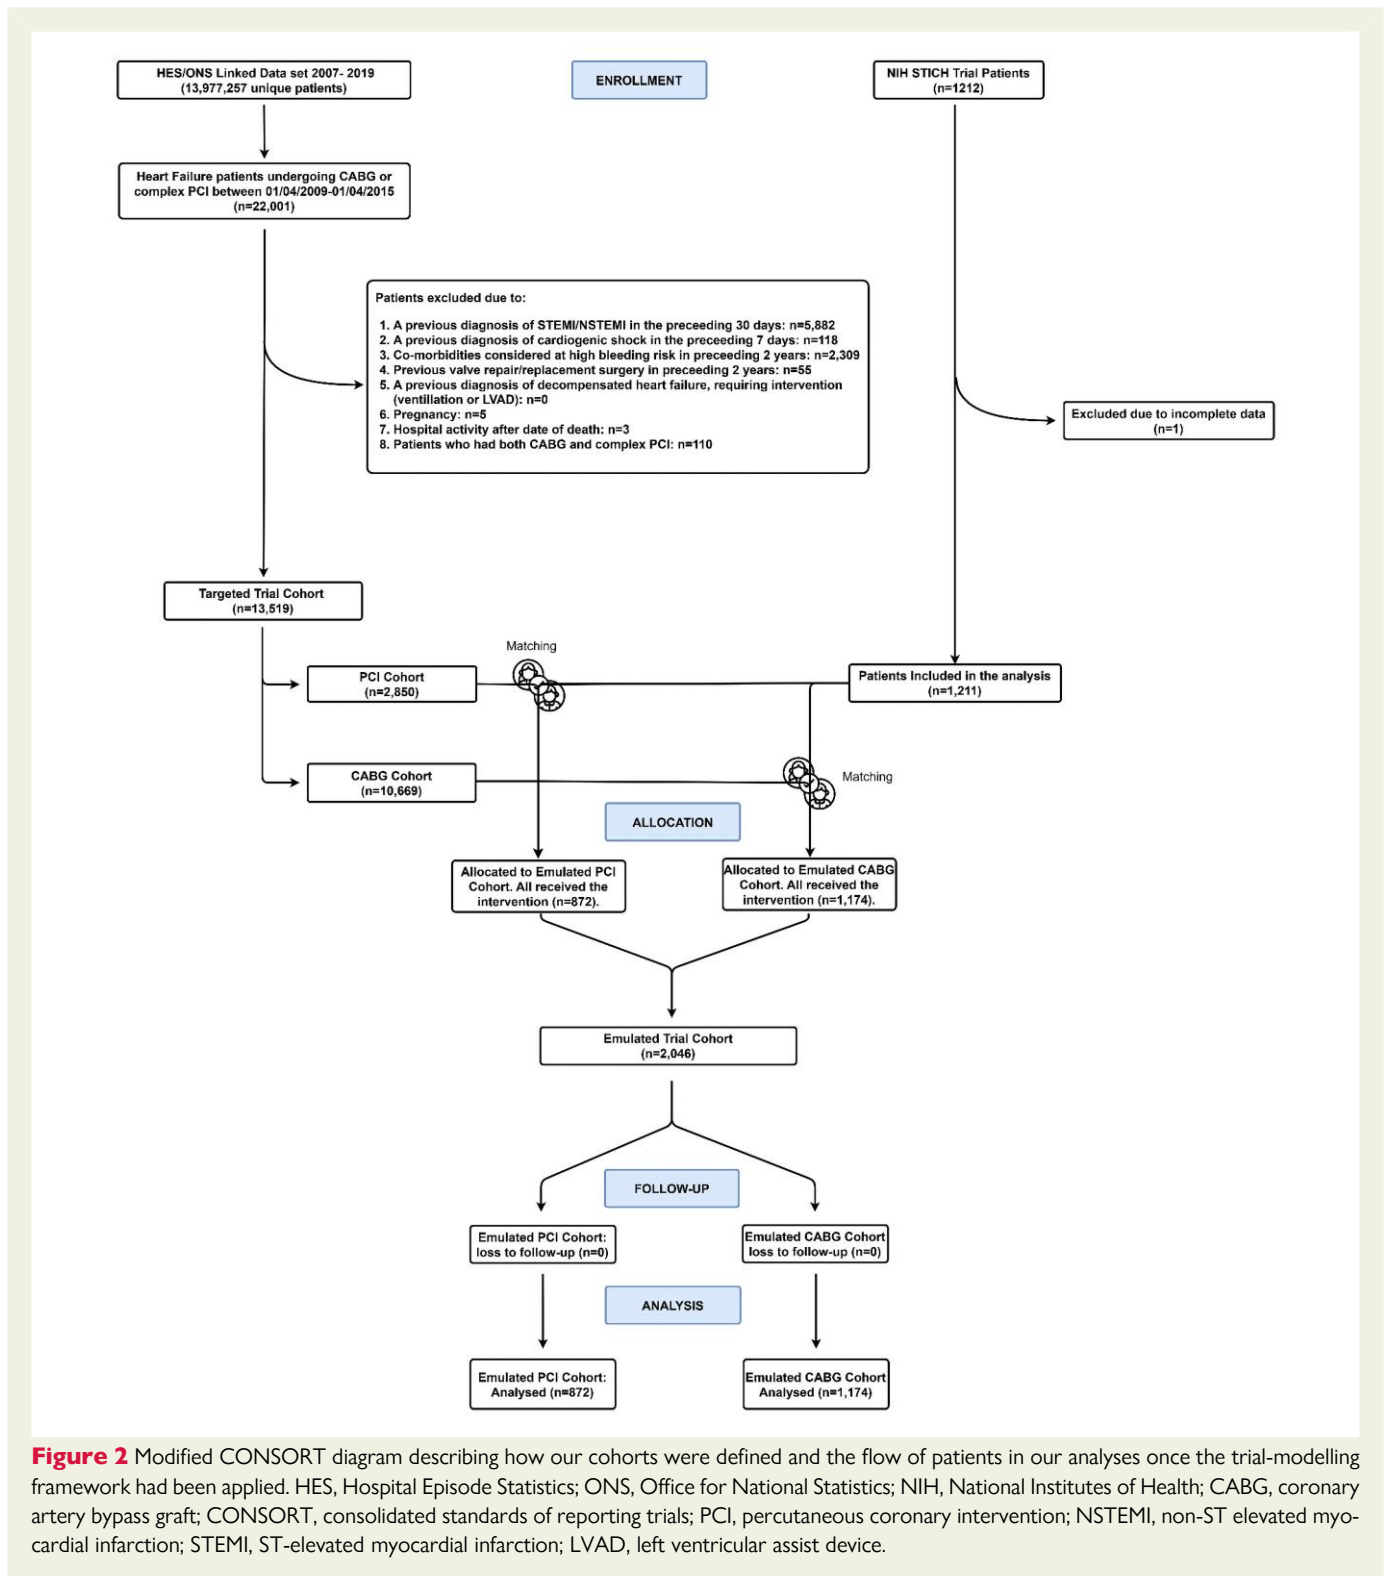 HES/ONS Linked Data set 2007- 2019
(13,977,257 unique patients)
ENROLLMENT
NIH STICH Trial Patients
(n=1212)
Heart Failure patients undergoing CABG or
complex PCI between 01/04/2009-01/04/2015
(n=22,001)
Patients excluded due to:
1. A previous diagnosis of STEMI/NSTEMI in the preceeding 30 days: n=5,882
2. A previous diagnosis of cardiogenic shock in the preceeding 7 days: n=118
3. Co-morbidities considered at high bleeding risk in preceeding 2 years: n=2,309
4. Previous valve repair/replacement surgery in preceeding 2 years: n=55
5. A previous diagnosis of decompensated heart failure, requiring intervention
(ventillation or LVAD): n=0
6. Pregnancy: n=5
7. Hospital activity after date of death: n=3
8. Patients who had both CABG and complex PCI: n=110
Excluded due to incomplete data
(n=1)
Targeted Trial Cohort
(n=13,519)
Matching
PCI Cohort
(n=2,850)
Patients Included in the analysis
(n=1,211)
CABG Cohort
(n=10,669)
Matching
ALLOCATION
Allocated to Emulated PCI
Cohort. All received the
intervention (n=872).
Allocated to Emulated CABG
Cohort. All received the
intervention (n=1,174).
Emulated Trial Cohort
(n=2,046)
FOLLOW-UP
Emulated PCI Cohort:
loss to follow-up (n=0)
Emulated CABG Cohort
loss to follow-up (n=0)
ANALYSIS
Emulated PCI Cohort:
Analysed (n=872)
Emulated CABG Cohort
Analysed (n=1,174)
Figure 2 Modified CONSORT diagram describing how our cohorts were defined and the flow of patients in our analyses once the trial-modelling
framework had been applied. HES, Hospital Episode Statistics; ONS, Office for National Statistics; NIH, National Institutes of Health; CABG, coronary
artery bypass graft; CONSORT, consolidated standards of reporting trials; PCI, percutaneous coronary intervention; NSTEMI, non-ST elevated myo-
cardial infarction; STEMI, ST-elevated myocardial infarction; LVAD, left ventricular assist device.